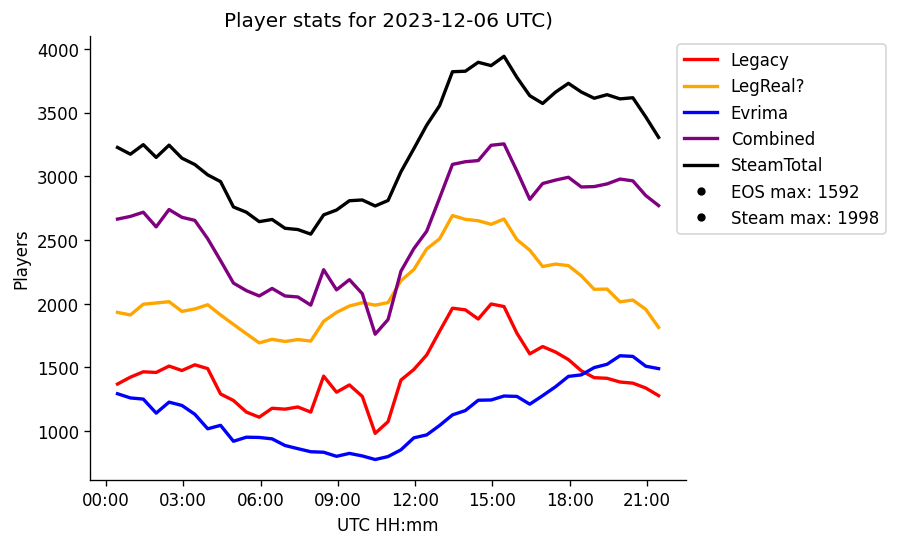 Player stats for 2023-12-06 UTC)
4000
3500
3000
2500
2000
1500
1000
Players
00:00 03:00 06:00 09:00 12:00 15:00 18:00 21:00
UTC HH:mm
Legacy
LegReal?
Evrima
Combined
SteamTotal
EOS max: 1592
Steam max: 1998